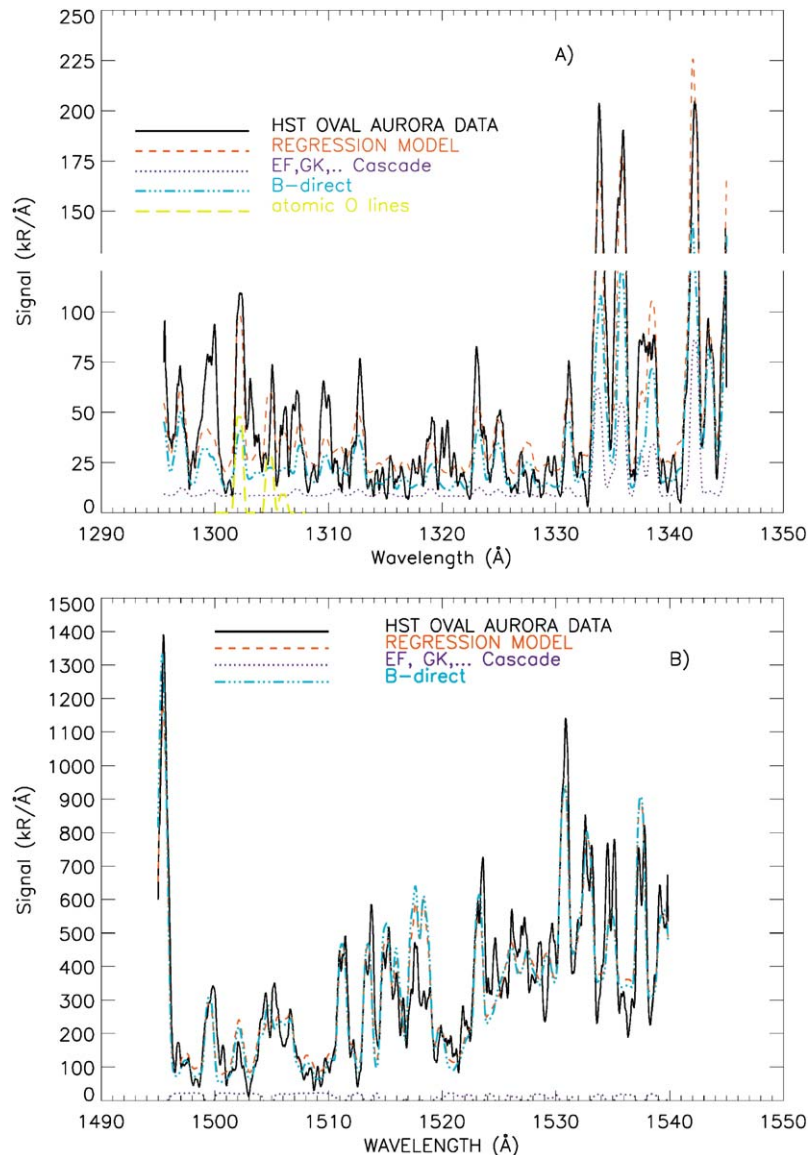 250
225
200
175
150
100
75
50
25
0
Signal (kR/Å)
A)
HST OVAL AURORA DATA
REGRESSION MODEL
EF,GK,.. Cascade
B-direct
atomic O lines
1290 1300 1310 1320 1330 1340 1350
Wavelength (Å)
1500
1400
1300
1200
1100
1000
900
800
700
600
500
400
300
200
100
0
Signal (kR/Å)
B)
HST OVAL AURORA DATA
REGRESSION MODEL
EF, GK,... Cascade
B-direct
1490 1500 1510 1520 1530 1540 1550
WAVELENGTH (Å)